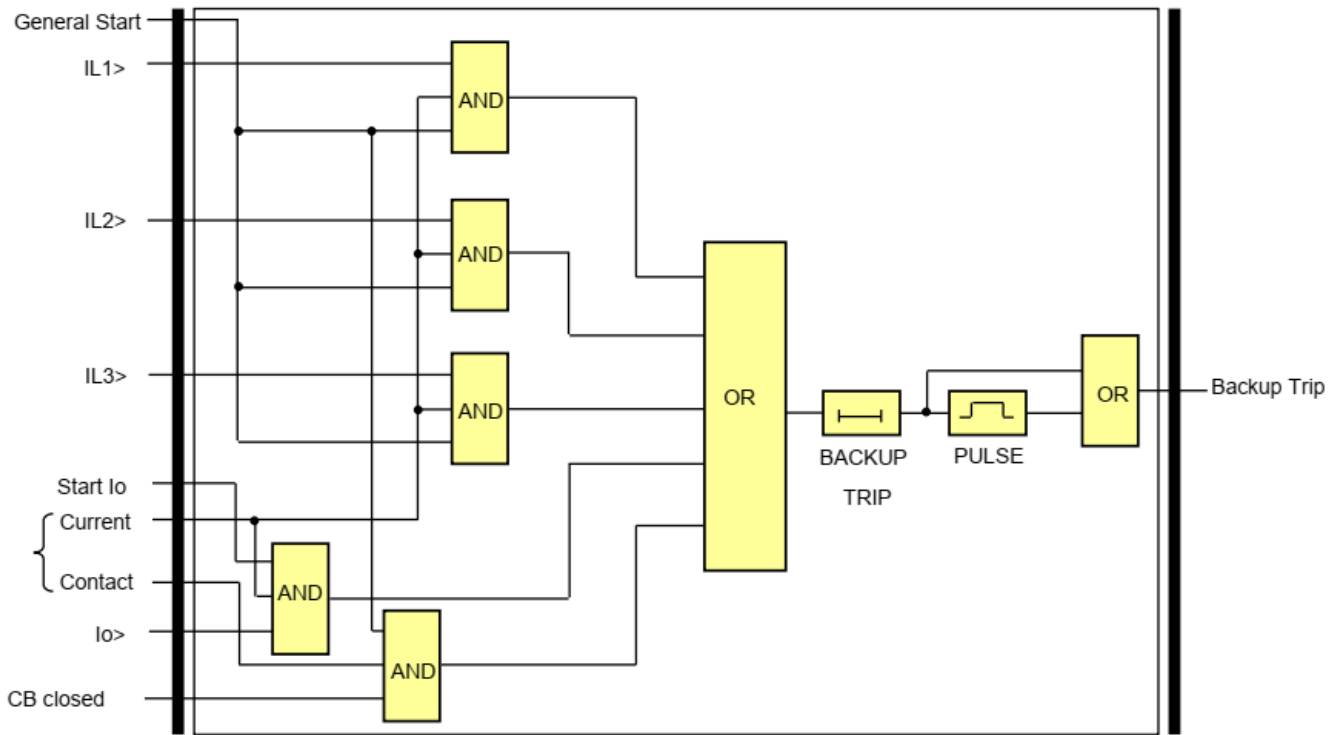 General Start
IL1>
AND
IL2>
AND
IL3>
AND
OR
OR
Backup Trip
BACKUP
TRIP
PULSE
Start Io
Current
Contact
AND
Io>
AND
CB closed